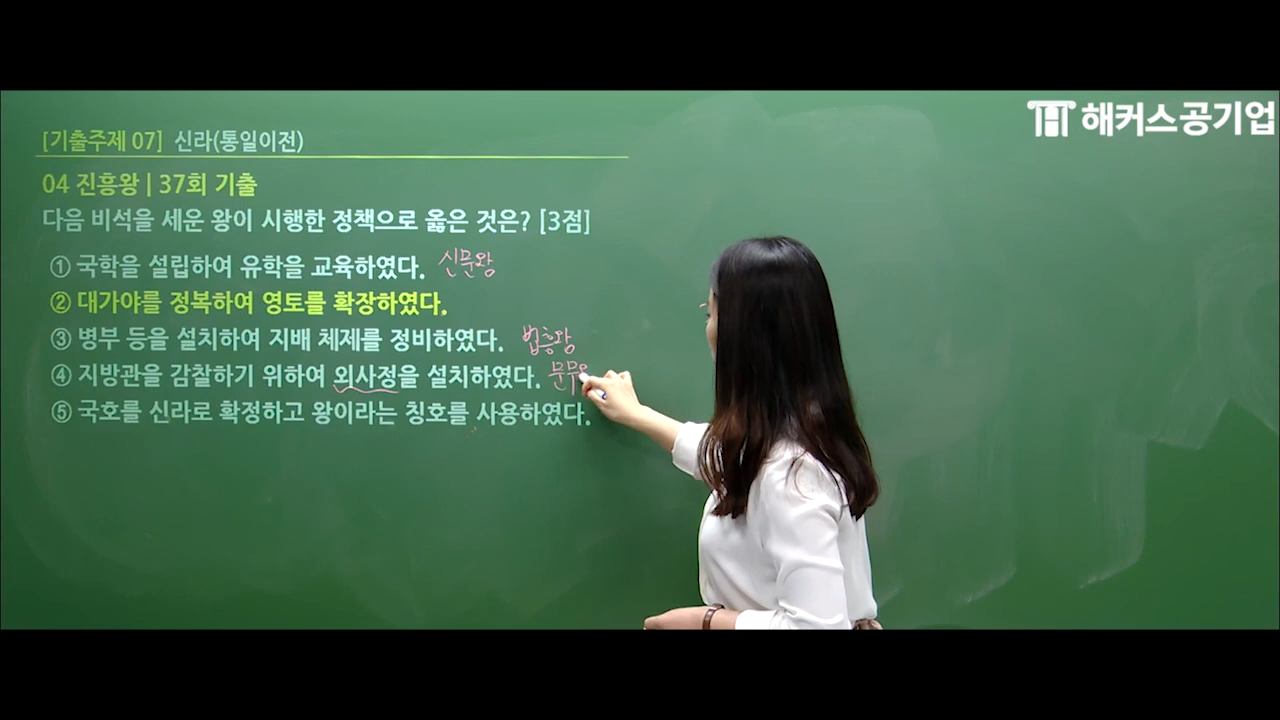 해커스공기업
[기출주제 07] 신라(통일이전)
04 진흥왕 | 37회 기출
다음 비석을 세운 왕이 시행한 정책으로 옳은 것은? [3점]
① 국학을 설립하여 유학을 교육하였다. 신문왕
② 대가야를 정복하여 영토를 확장하였다.
③ 병부 등을 설치하여 지배 체제를 정비하였다. 법흥왕
④ 지방관을 감찰하기 위하여 외사정을 설치하였다. 문무
⑤ 국호를 신라로 확정하고 왕이라는 칭호를 사용하였다.